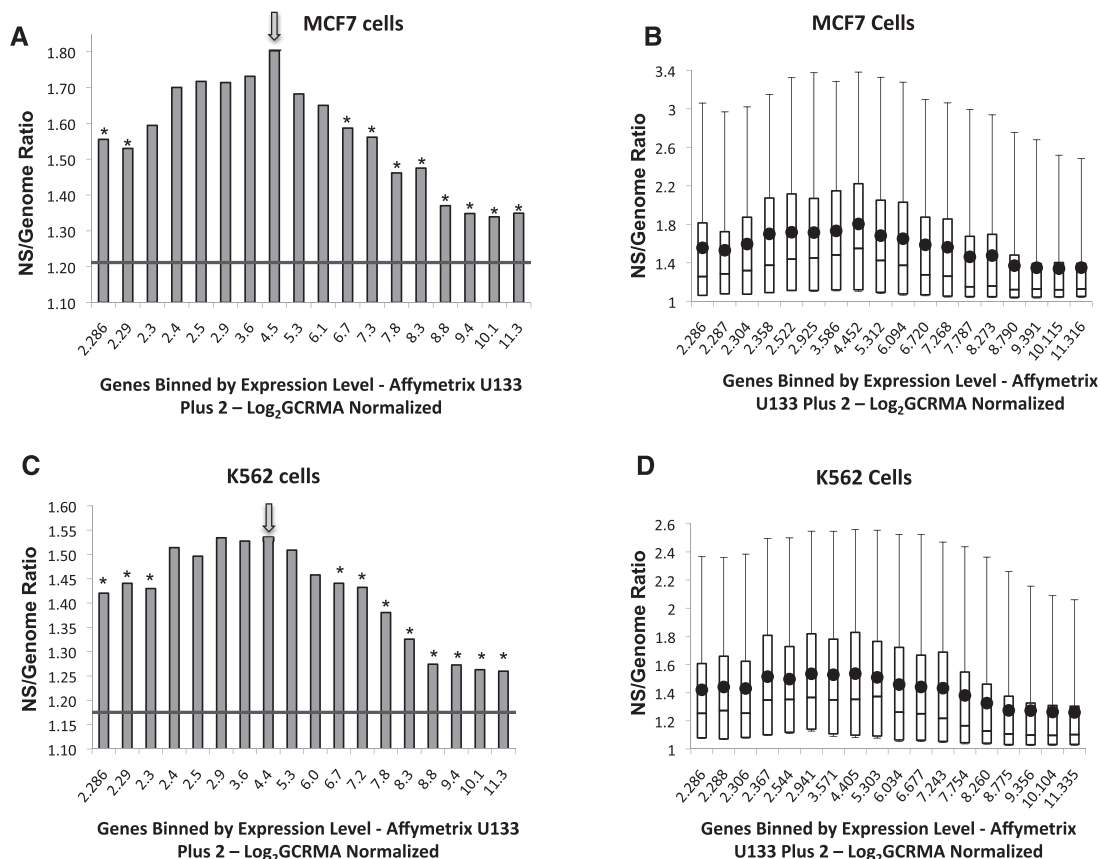 A
MCF7 cells
NS/Genome Ratio
1.80
1.70
1.60
1.50
1.40
1.30
1.20
1.10
* * * * * * * * * *
2.286 2.29 2.3 2.4 2.5 2.9 3.6 4.5 5.3 6.1 6.7 7.3 7.8 8.3 8.8 9.4 10.1 11.3
Genes Binned by Expression Level - Affymetrix U133
Plus 2 – Log₂GCRMA Normalized
B
MCF7 Cells
NS/Genome Ratio
3.4
3
2.6
2.2
1.8
1.4
1
2.286 2.287 2.304 2.358 2.522 2.925 3.586 4.452 5.312 6.094 6.720 7.268 7.787 8.273 8.790 9.391 10.115 11.316
Genes Binned by Expression Level - Affymetrix
U133 Plus 2 – Log₂GCRMA Normalized
C
K562 cells
NS/Genome Ratio
1.60
1.55
1.50
1.45
1.40
1.35
1.30
1.25
1.20
1.15
1.10
* * * * * * * * * * *
2.286 2.29 2.3 2.4 2.5 2.9 3.6 4.4 5.3 6.0 6.7 7.2 7.8 8.3 8.8 9.4 10.1 11.3
Genes Binned by Expression Level - Affymetrix U133
Plus 2 – Log₂GCRMA Normalized
D
K562 Cells
NS/Genome Ratio
2.6
2.4
2.2
2
1.8
1.6
1.4
1.2
1
2.286 2.288 2.306 2.367 2.544 2.941 3.571 4.405 5.303 6.034 6.677 7.243 7.754 8.260 8.775 9.356 10.104 11.335
Genes Binned by Expression Level - Affymetrix
U133 Plus 2 – Log₂GCRMA Normalized